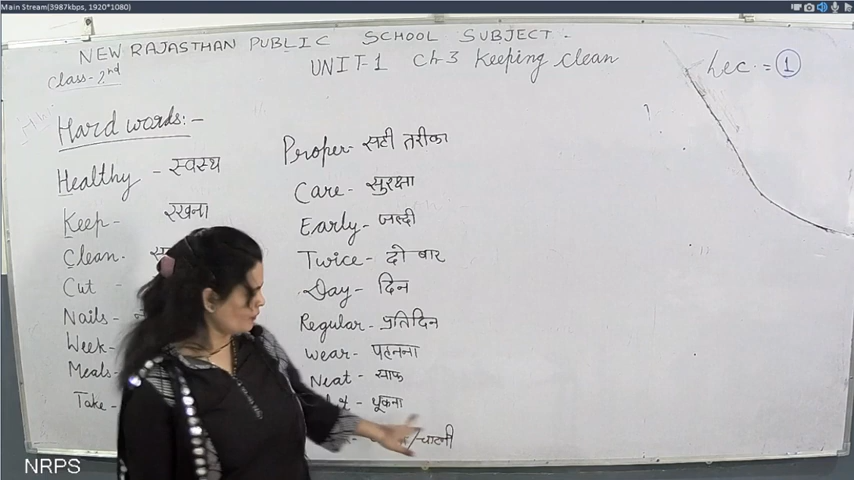 Main Stream(3987kbps, 1920*1080)
NEW RAJASTHAN PUBLIC SCHOOL SUBJECT -
Class-2nd
UNIT-1 Ch-3 Keeping clean
Lec. = 1
Hard words:-
Healthy - स्वस्थ
Keep - रखना
Clean.
Cut -
Nails -
Week -
Meals -
Take -
Proper - सही तरीका
Care - सुरक्षा
Early - जल्दी
Twice - दो बार
Day - दिन
Regular - प्रतिदिन
Wear - पहनना
Neat - साफ
- थूकना
/चाटनी
NRPS